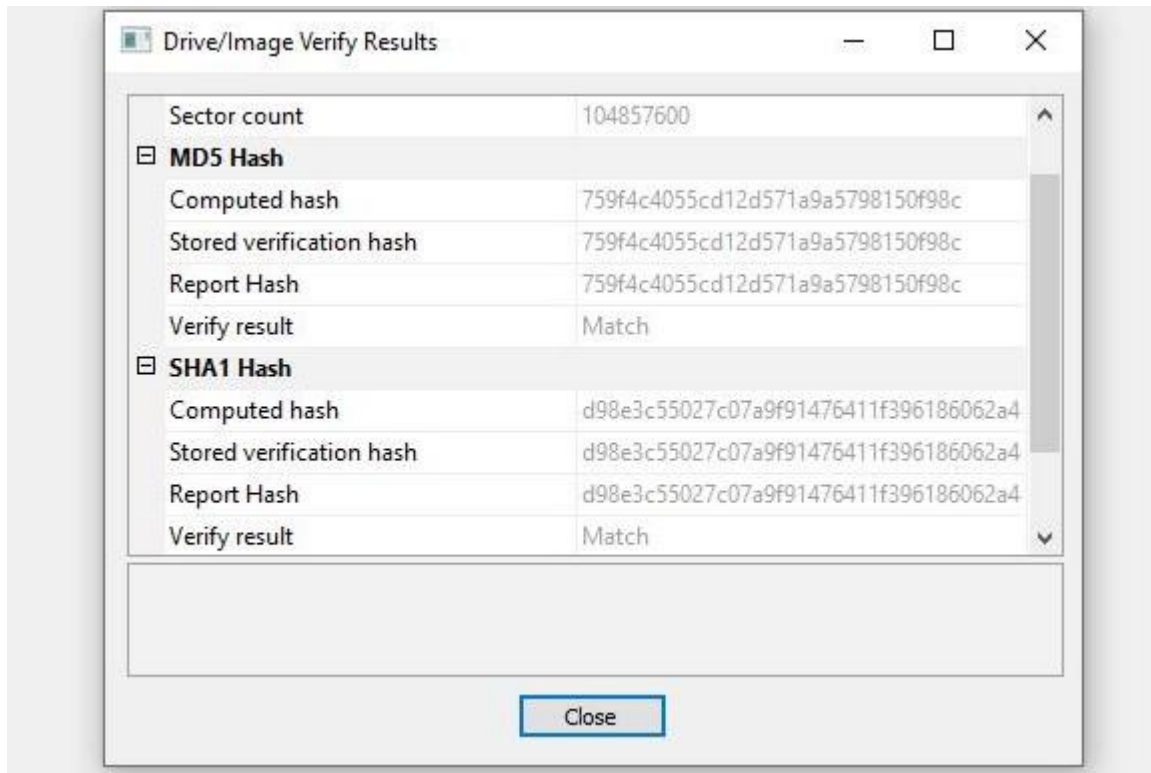 Drive/Image Verify Results
Sector count 104857600
MD5 Hash
Computed hash 759f4c4055cd12d571a9a5798150f98c
Stored verification hash 759f4c4055cd12d571a9a5798150f98c
Report Hash 759f4c4055cd12d571a9a5798150f98c
Verify result Match
SHA1 Hash
Computed hash d98e3c55027c07a9f91476411f396186062a4
Stored verification hash d98e3c55027c07a9f91476411f396186062a4
Report Hash d98e3c55027c07a9f91476411f396186062a4
Verify result Match
Close